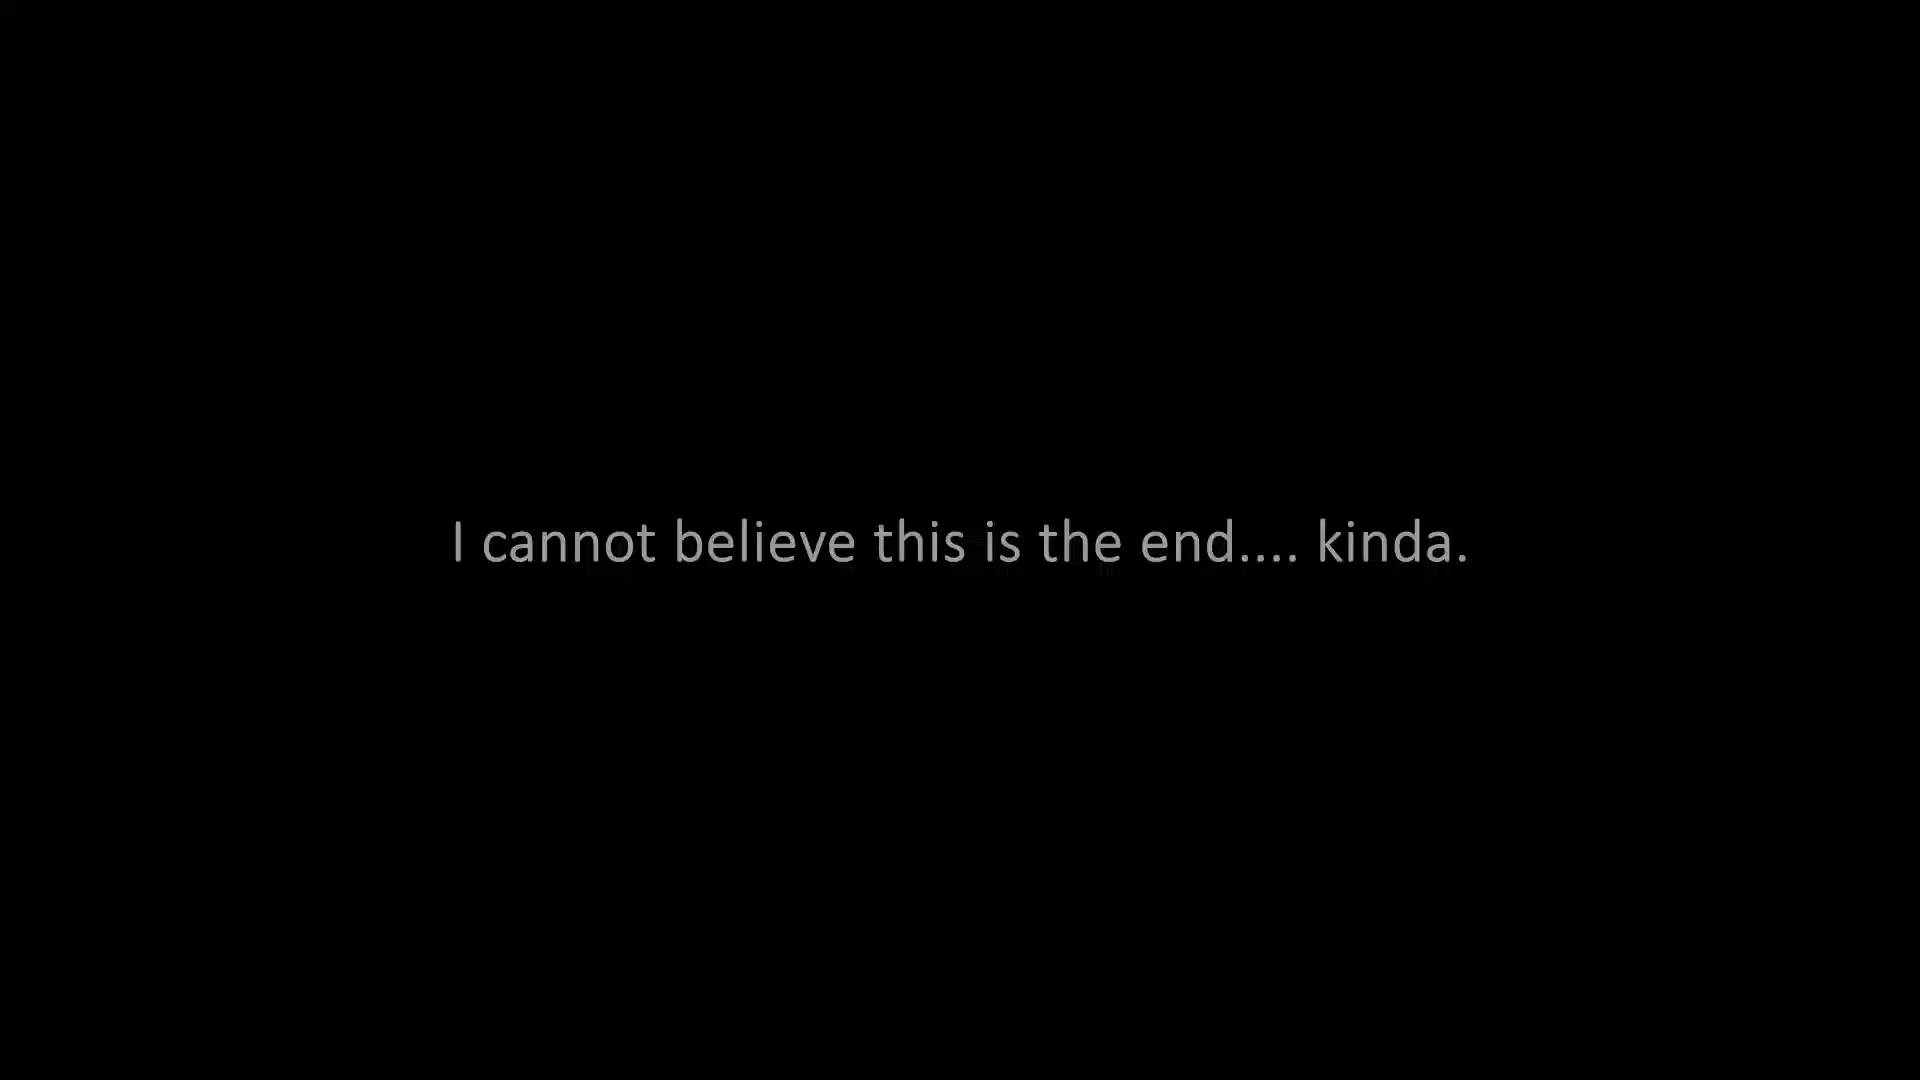 I cannot believe this is the end.... kinda.